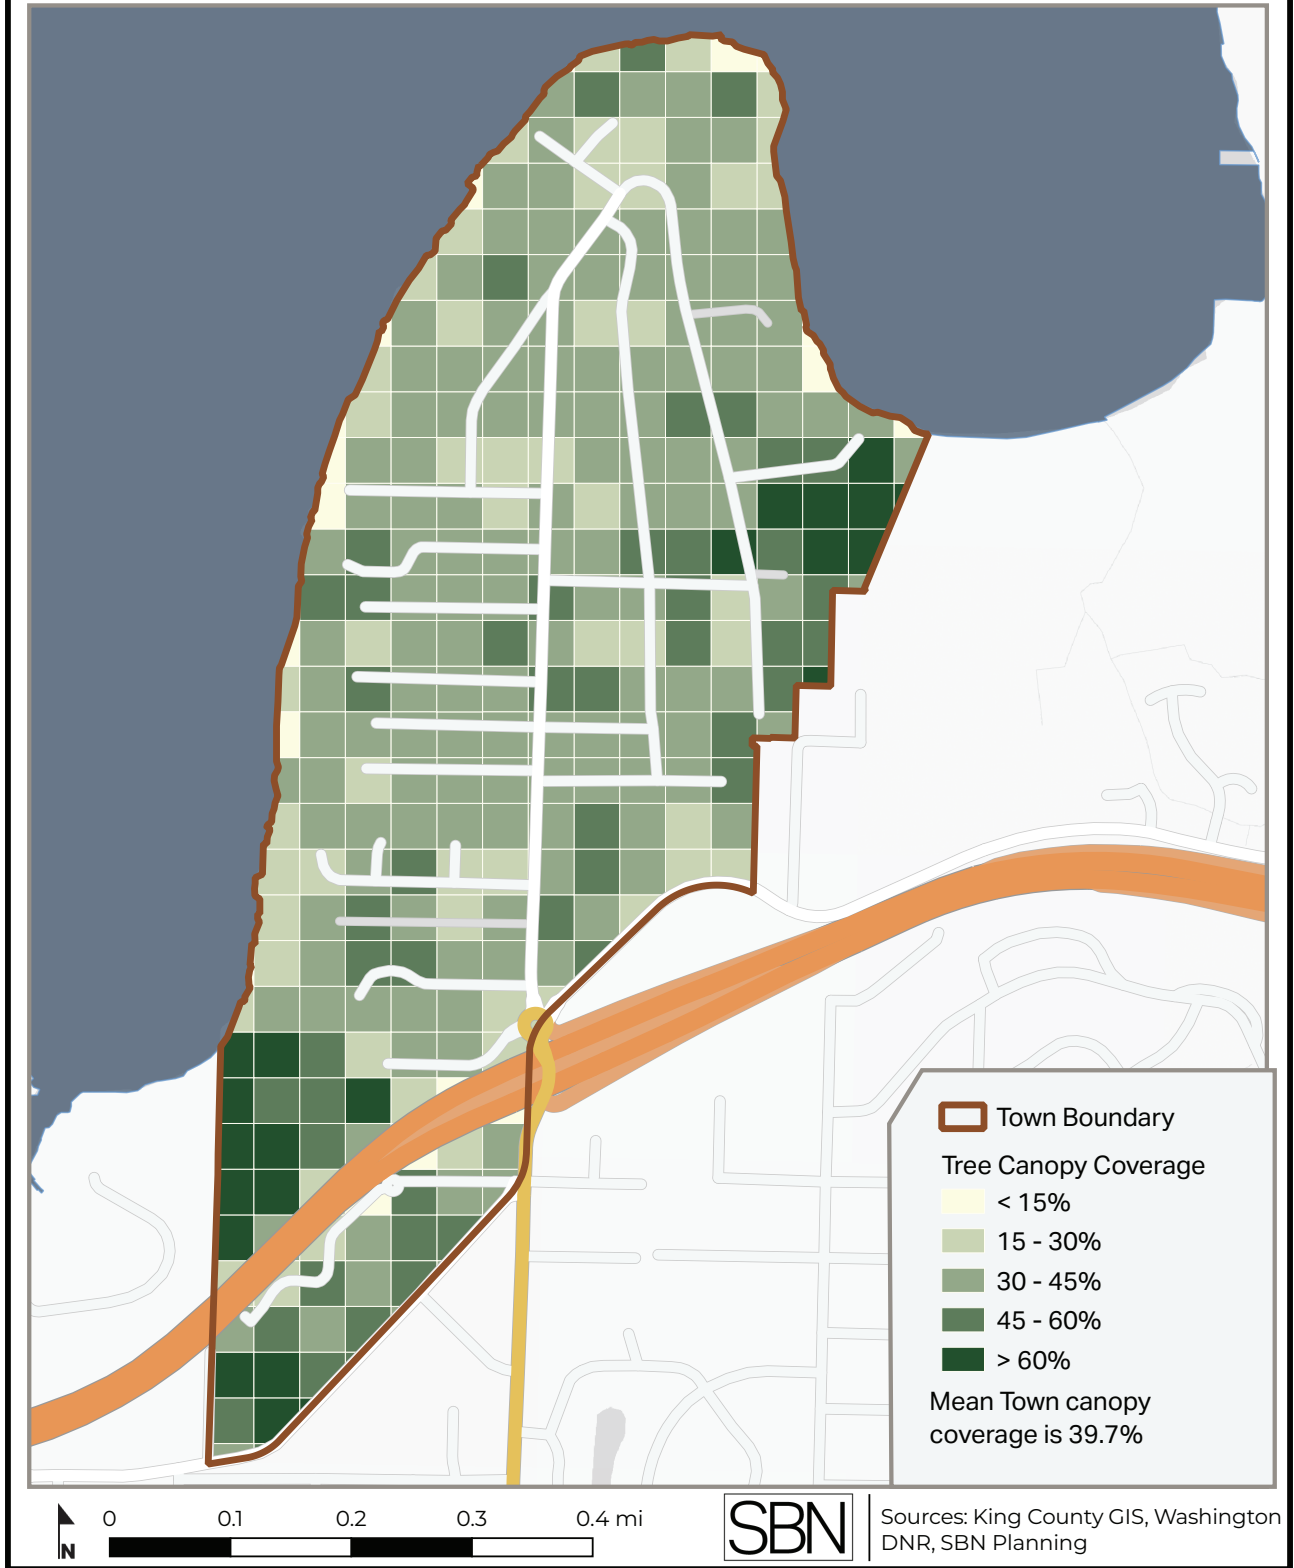 Town Boundary
Tree Canopy Coverage
< 15%
15 - 30%
30 - 45%
45 - 60%
> 60%
Mean Town canopy
coverage is 39.7%
N
0 0.1 0.2 0.3 0.4 mi
SBN
Sources: King County GIS, Washington
DNR, SBN Planning